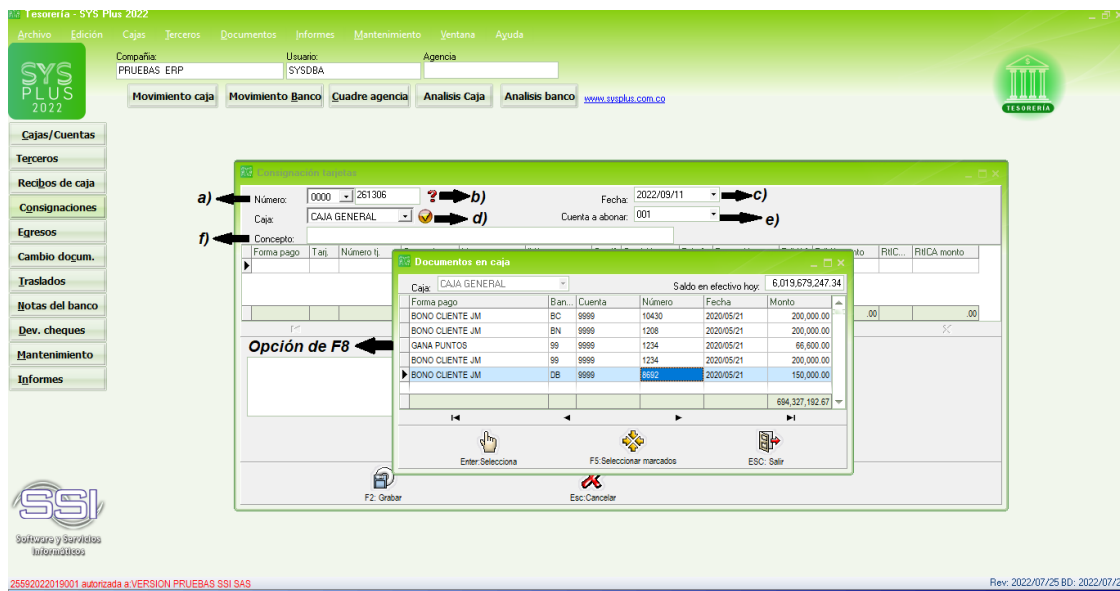 Tesorería - SYS Plus 2022
Archivo Edición Cajas Terceros Documentos Informes Mantenimiento Ventana Ayuda
Compañia: Usuario: Agencia
PRUEBAS ERP SYSDBA
SYS
PLUS
2022
Movimiento caja Movimiento Banco Cuadre agencia Analisis Caja Analisis banco www.sysplus.com.co
TESORERÍA
Cajas/Cuentas
Terceros
Recibos de caja
Consignaciones
Egresos
Cambio docum.
Traslados
Notas del banco
Dev. cheques
Mantenimiento
Informes
Consignación tarjetas
a) Número: 0000 261306 ? b) Fecha: 2022/09/11 c)
Caja: CAJA GENERAL d) Cuenta a abonar: 001 e)
f) Concepto:
Forma pago Tarj. Número tj. RtIC... RtICA monto
.00 .00
Opción de F8
Documentos en caja
Caja: CAJA GENERAL Saldo en efectivo hoy: 6,019,679,247.34
Forma pago Ban... Cuenta Número Fecha Monto
BONO CLIENTE JM BC 9999 10430 2020/05/21 200,000.00
BONO CLIENTE JM BN 9999 1208 2020/05/21 200,000.00
GANA PUNTOS 99 9999 1234 2020/05/21 66,600.00
BONO CLIENTE JM 99 9999 1234 2020/05/21 200,000.00
BONO CLIENTE JM DB 9999 8692 2020/05/21 150,000.00
694,327,192.67
Enter:Selecciona F5:Seleccionar marcados ESC: Salir
F2: Grabar Esc:Cancelar
SSI
Software y Servicios
Informáticos
25592022019001 autorizada a:VERSION PRUEBAS SSI SAS Rev: 2022/07/25 BD: 2022/07/2